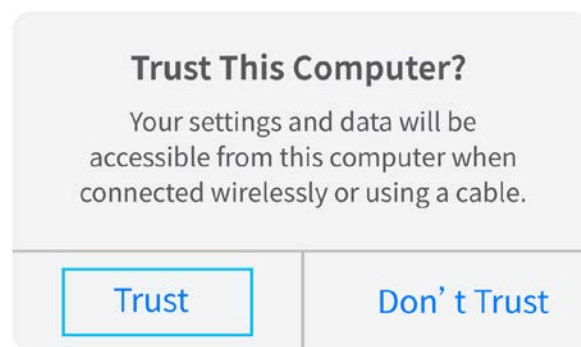 Trust This Computer?
Your settings and data will be
accessible from this computer when
connected wirelessly or using a cable.
Trust
Don’t Trust